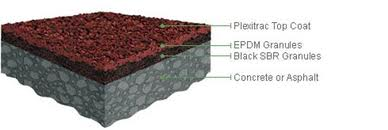 Plexitrac Top Coat
EPDM Granules
Black SBR Granules
Concrete or Asphalt